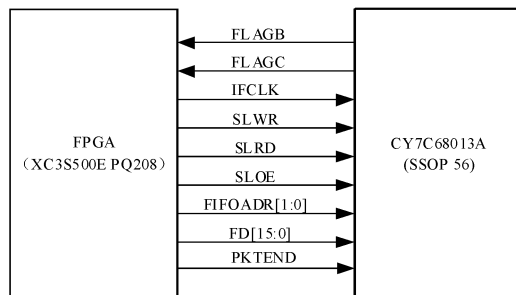 FLAGB
FLAGC
IFCLK
SLWR
FPGA
(XC3S500E PQ208)
CY7C68013A
(SSOP 56)
SLRD
SLOE
FIFOADR[1:0]
FD[15:0]
PKTEND